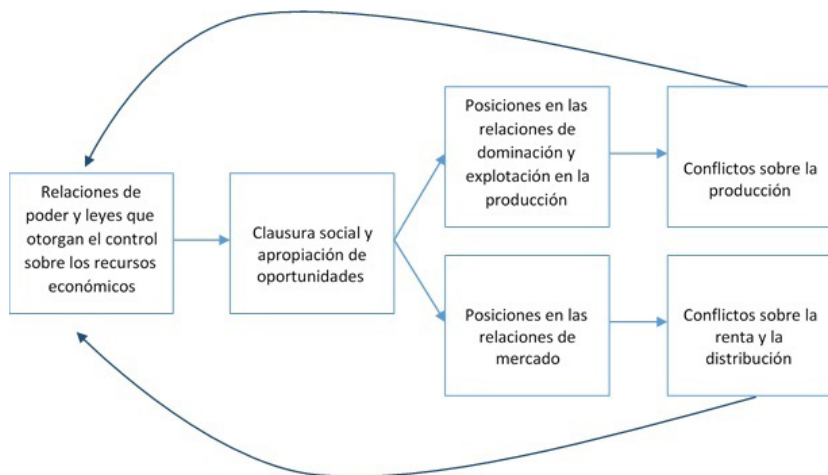 Relaciones de
poder y leyes que
otorgan el control
sobre los recursos
económicos
Clausura social y
apropiación de
oportunidades
Posiciones en las
relaciones de
dominación y
explotación en la
producción
Conflictos sobre la
producción
Posiciones en las
relaciones de
mercado
Conflictos sobre la
renta y la
distribución